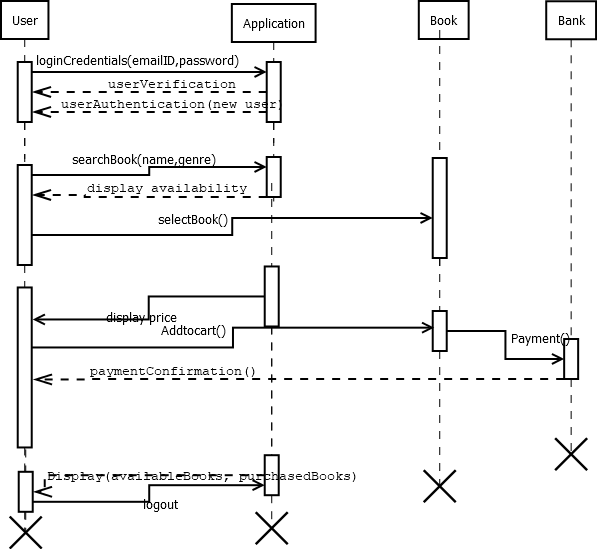 User
Application
Book
Bank
loginCredentials(emailID,password)
userVerification
userAuthentication(new user)
searchBook(name,genre)
display availability
selectBook()
display price
Addtocart()
Payment()
paymentConfirmation()
Display(availableBooks, purchasedBooks)
logout